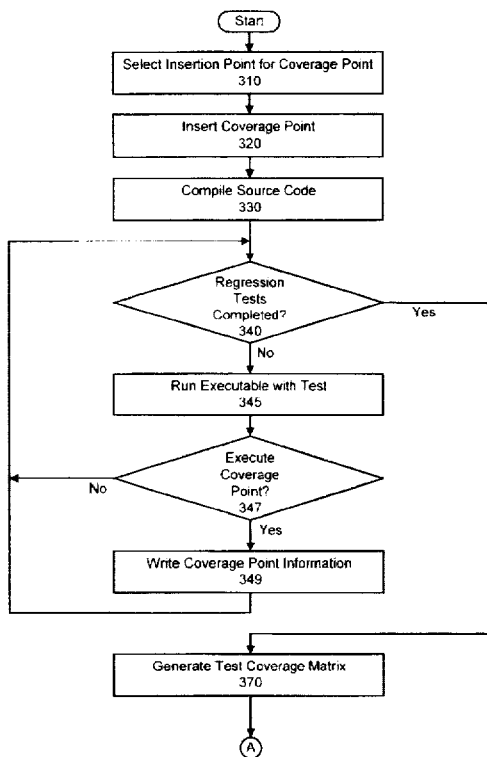 Start
Select Insertion Point for Coverage Point
310
Insert Coverage Point
320
Compile Source Code
330
Regression
Tests
Completed?
340
Yes
No
Run Executable with Test
345
Execute
Coverage
Point?
347
No
Yes
Write Coverage Point Information
349
Generate Test Coverage Matrix
370
A